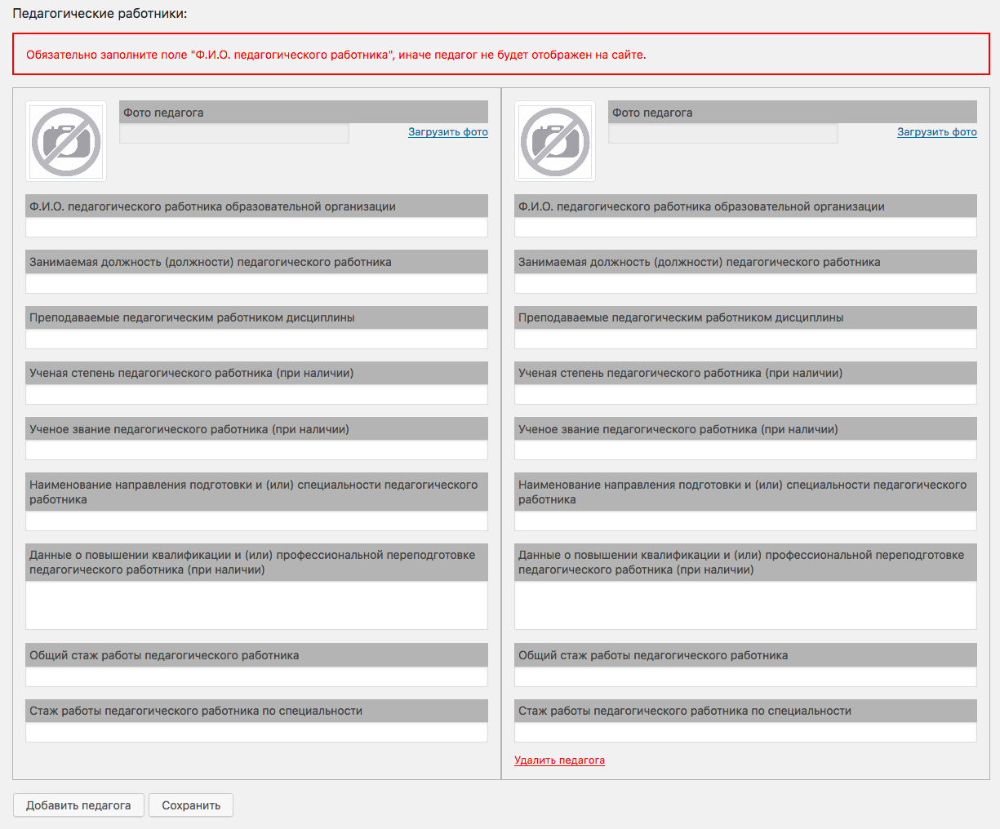 Педагогические работники:
Обязательно заполните поле "Ф.И.О. педагогического работника", иначе педагог не будет отображен на сайте.
Фото педагога
Загрузить фото
Ф.И.О. педагогического работника образовательной организации
Занимаемая должность (должности) педагогического работника
Преподаваемые педагогическим работником дисциплины
Ученая степень педагогического работника (при наличии)
Ученое звание педагогического работника (при наличии)
Наименование направления подготовки и (или) специальности педагогического
работника
Данные о повышении квалификации и (или) профессиональной переподготовке
педагогического работника (при наличии)
Общий стаж работы педагогического работника
Стаж работы педагогического работника по специальности
Фото педагога
Загрузить фото
Ф.И.О. педагогического работника образовательной организации
Занимаемая должность (должности) педагогического работника
Преподаваемые педагогическим работником дисциплины
Ученая степень педагогического работника (при наличии)
Ученое звание педагогического работника (при наличии)
Наименование направления подготовки и (или) специальности педагогического
работника
Данные о повышении квалификации и (или) профессиональной переподготовке
педагогического работника (при наличии)
Общий стаж работы педагогического работника
Стаж работы педагогического работника по специальности
Удалить педагога
Добавить педагога
Сохранить